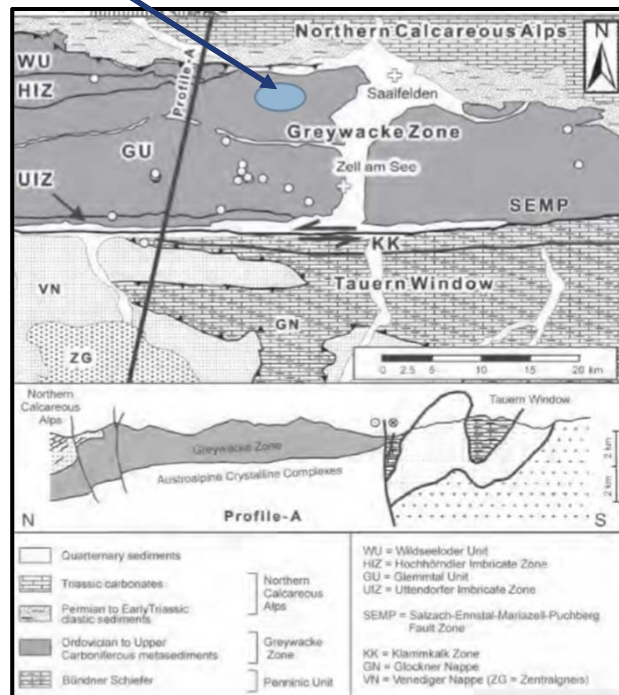 Northern Calcareous Alps
N
WU
HIZ
Profile-A
Saalfelden
Greywacke Zone
GU
Zell am See
UIZ
SEMP
KK
Tauern Window
VN
GN
ZG
0 2.5 5 10 15 20 km
Northern
Calcareous
Alps
Tauern Window
Greywacke Zone
Austroalpine Crystalline Complexes
2 km
2 km
N
Profile-A
S
Quaternary sediments
Triassic carbonates
Permian to EarlyTriassic
clastic sediments
Northern
Calcareous
Alps
Ordovician to Upper
Carboniferous metasediments
Greywacke
Zone
Bündner Schiefer
Penninic Unit
WU = Wildseeloder Unit
HIZ = Hochhörndler Imbricate Zone
GU = Glemmtal Unit
UIZ = Uttendorfer Imbricate Zone
SEMP = Salzach-Ennstal-Mariazell-Puchberg
Fault Zone
KK = Klammkalk Zone
GN = Glockner Nappe
VN = Venediger Nappe (ZG = Zentralgneis)